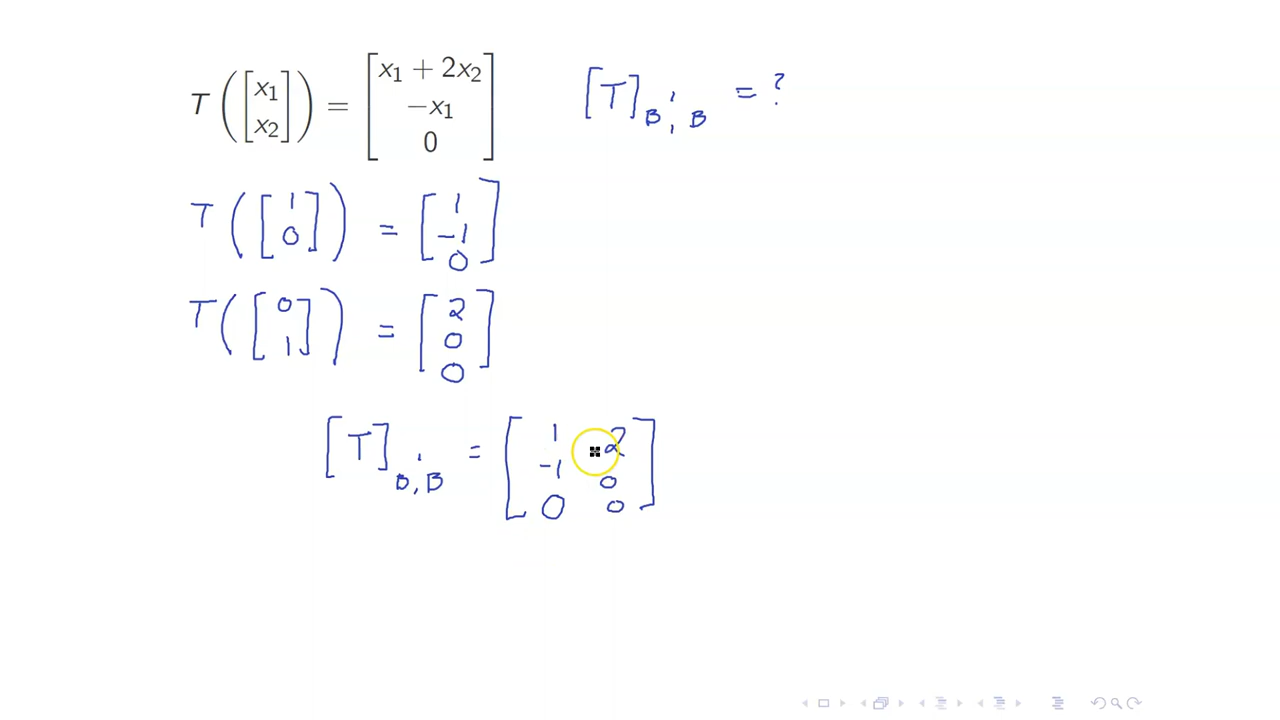 T([x₁ x₂]) = [x₁ + 2x₂ −x₁ 0] [T]B', B = ?
T([1 0]) = [1 -1 0]
T([0 1]) = [2 0 0]
[T]B', B = [1 2 -1 0 0 0]